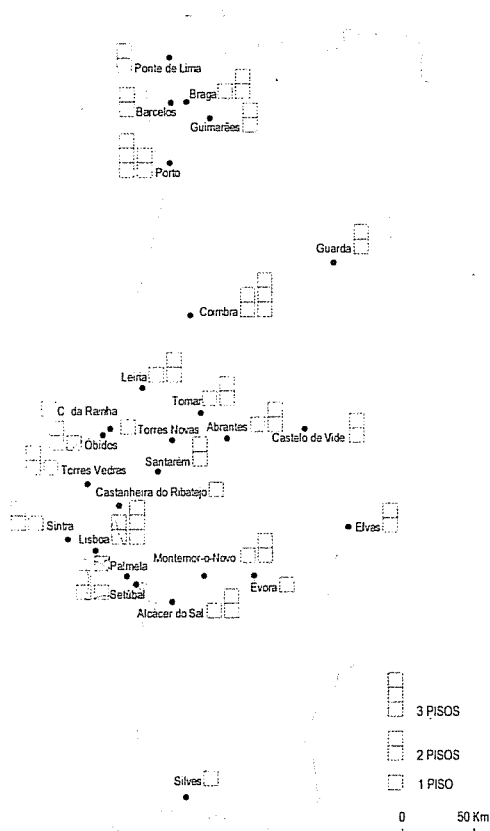 Ponte de Lima
Braga
Barcelos
Guimarães
Porto
Guarda
Coimbra
Leiria
Tomar
C. da Rainha
Torres Novas
Abrantes
Castelo de Vide
Óbidos
Santarém
Torres Vedras
Castanheira do Ribatejo
Sintra
Lisboa
Elvas
Montemor-o-Novo
Palmela
Évora
Setúbal
Alcácer do Sal
3 PISOS
2 PISOS
1 PISO
Silves
0 50 Km